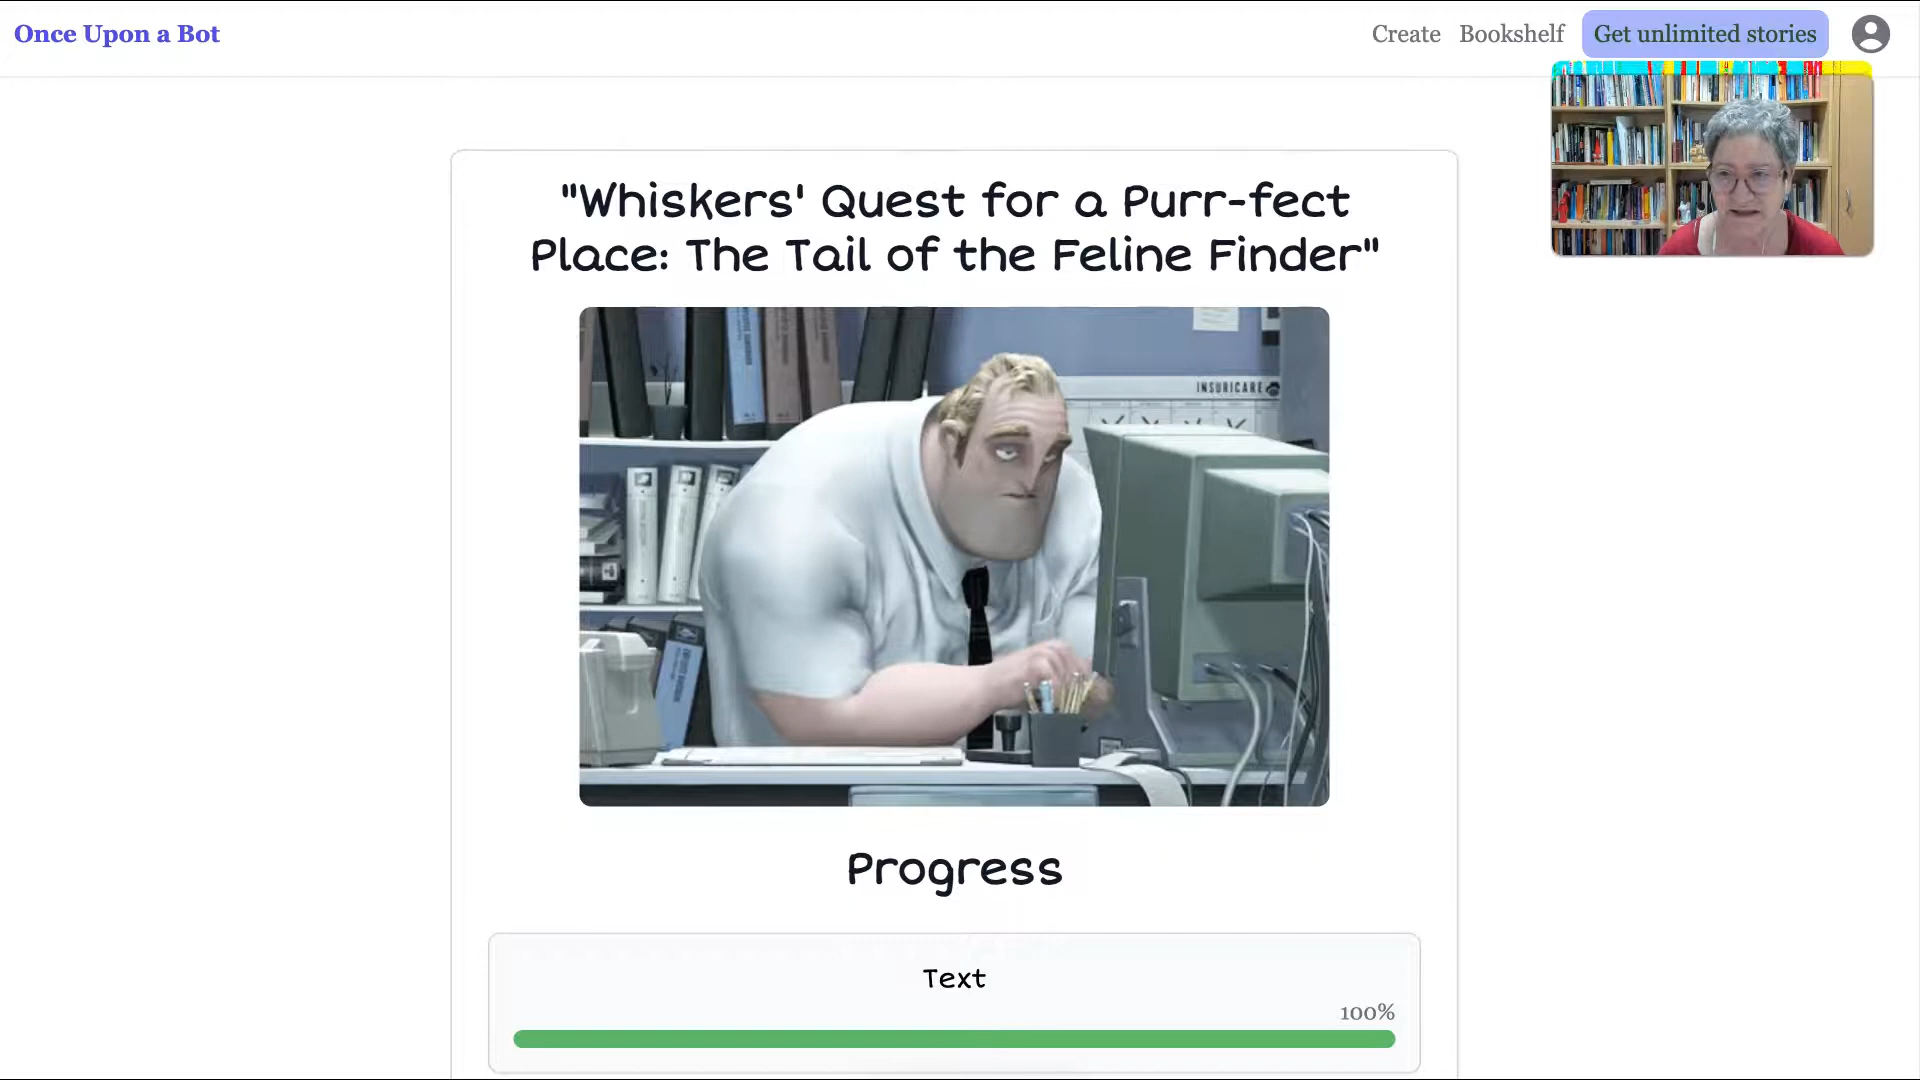 Once Upon a Bot
Create Bookshelf Get unlimited stories
"Whiskers' Quest for a Purr-fect
Place: The Tail of the Feline Finder"
INSURICARE
Progress
Text
100%